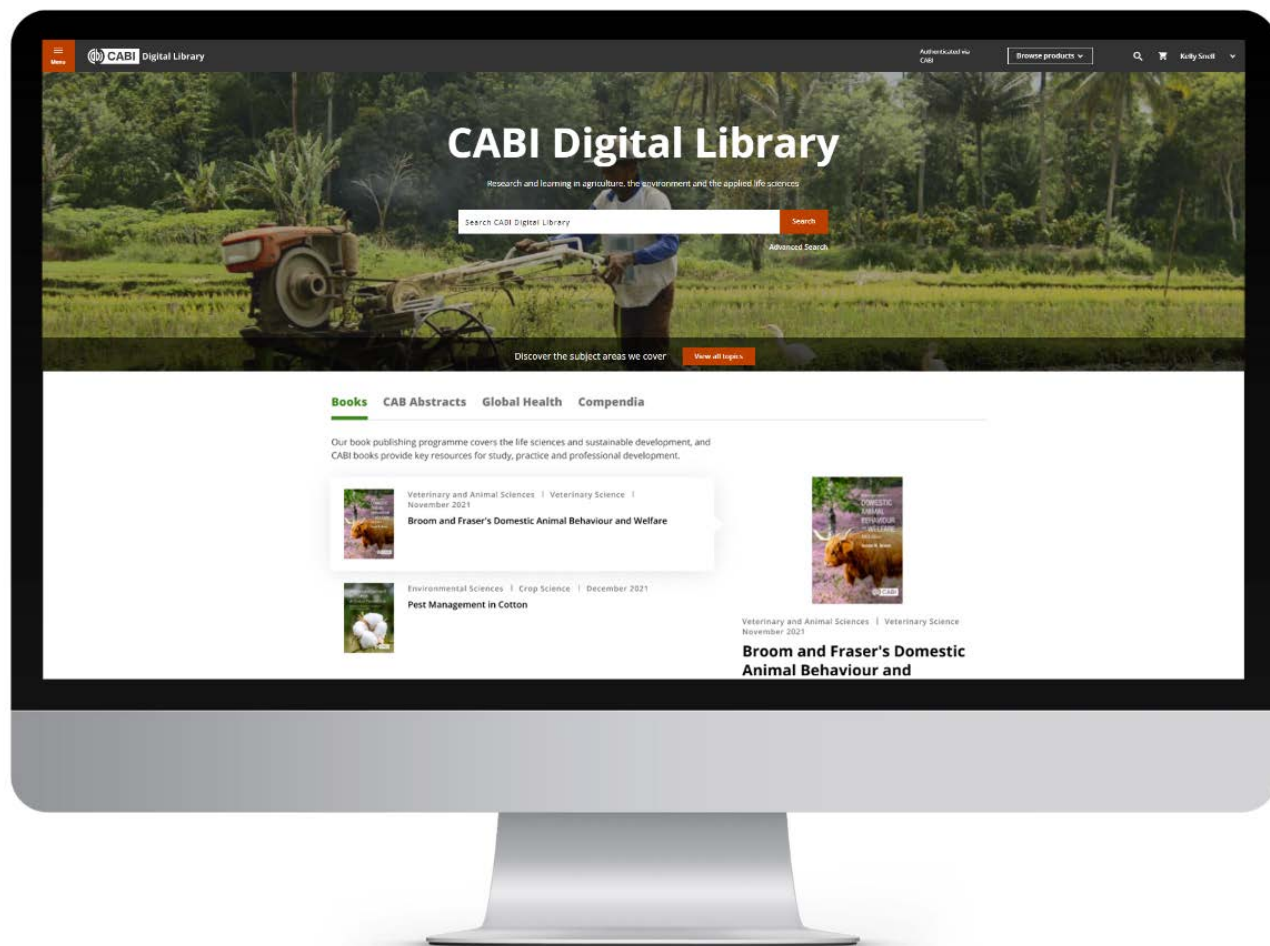 Menu
CABI Digital Library
Authenticated via
CABI
Browse products
Kelly Snell
CABI Digital Library
Research and learning in agriculture, the environment and the applied life sciences
Search CABI Digital Library
Search
Advanced Search
Discover the subject areas we cover
View all topics
Books CAB Abstracts Global Health Compendia
Our book publishing programme covers the life sciences and sustainable development, and
CABI books provide key resources for study, practice and professional development.
Veterinary and Animal Sciences | Veterinary Science |
November 2021
Broom and Fraser's Domestic Animal Behaviour and Welfare
Environmental Sciences | Crop Science | December 2021
Pest Management in Cotton
DOMESTIC
ANIMAL
BEHAVIOUR
WELFARE
CABI
Veterinary and Animal Sciences | Veterinary Science
November 2021
Broom and Fraser's Domestic
Animal Behaviour and